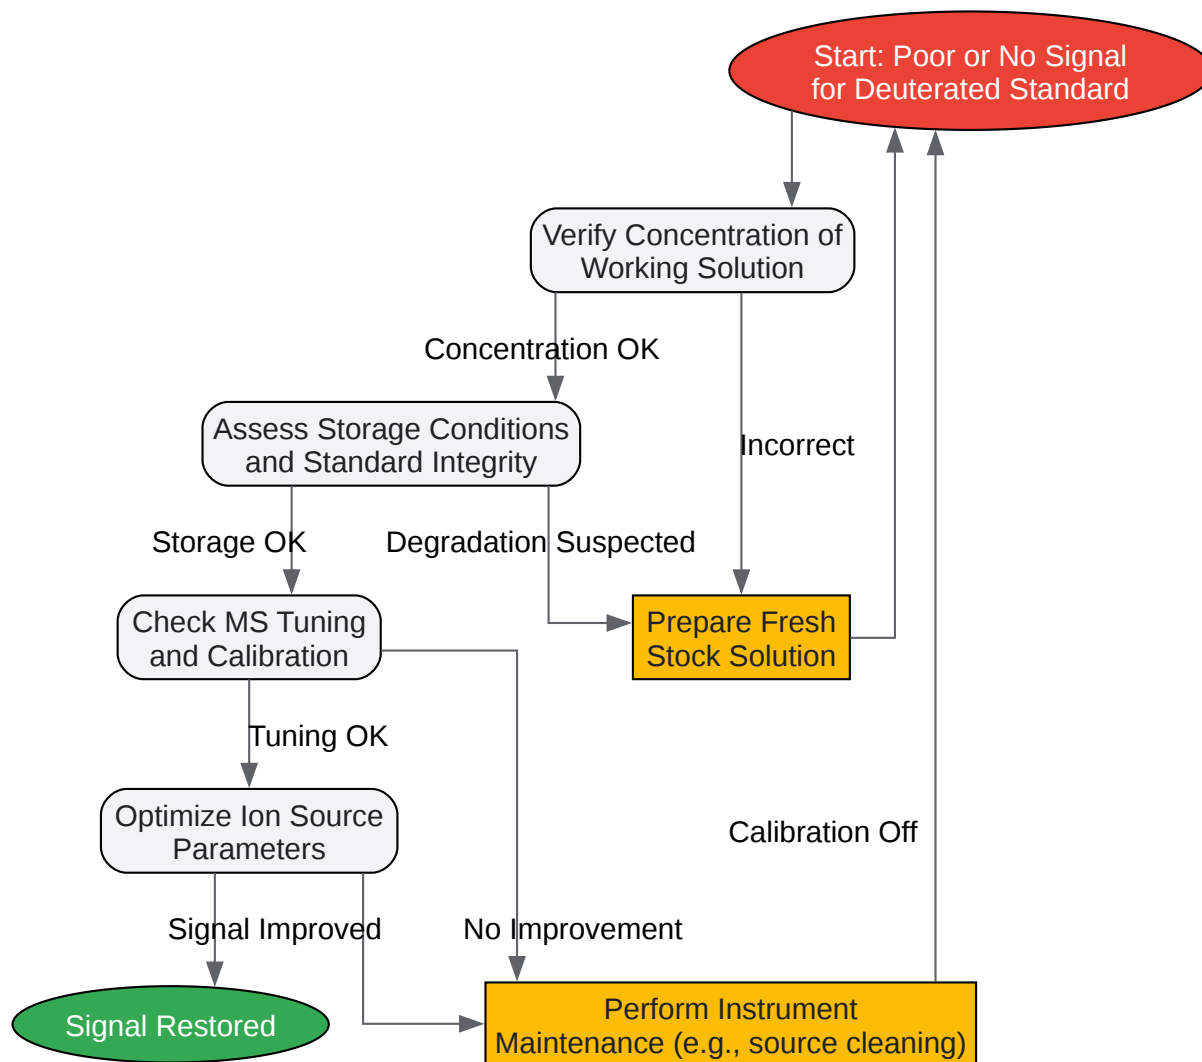 Start: Poor or No Signal
for Deuterated Standard
Verify Concentration of
Working Solution
Concentration OK
Assess Storage Conditions
and Standard Integrity
Incorrect
Storage OK
Degradation Suspected
Check MS Tuning
and Calibration
Prepare Fresh
Stock Solution
Tuning OK
Optimize Ion Source
Parameters
Calibration Off
Signal Improved
No Improvement
Signal Restored
Perform Instrument
Maintenance (e.g., source cleaning)